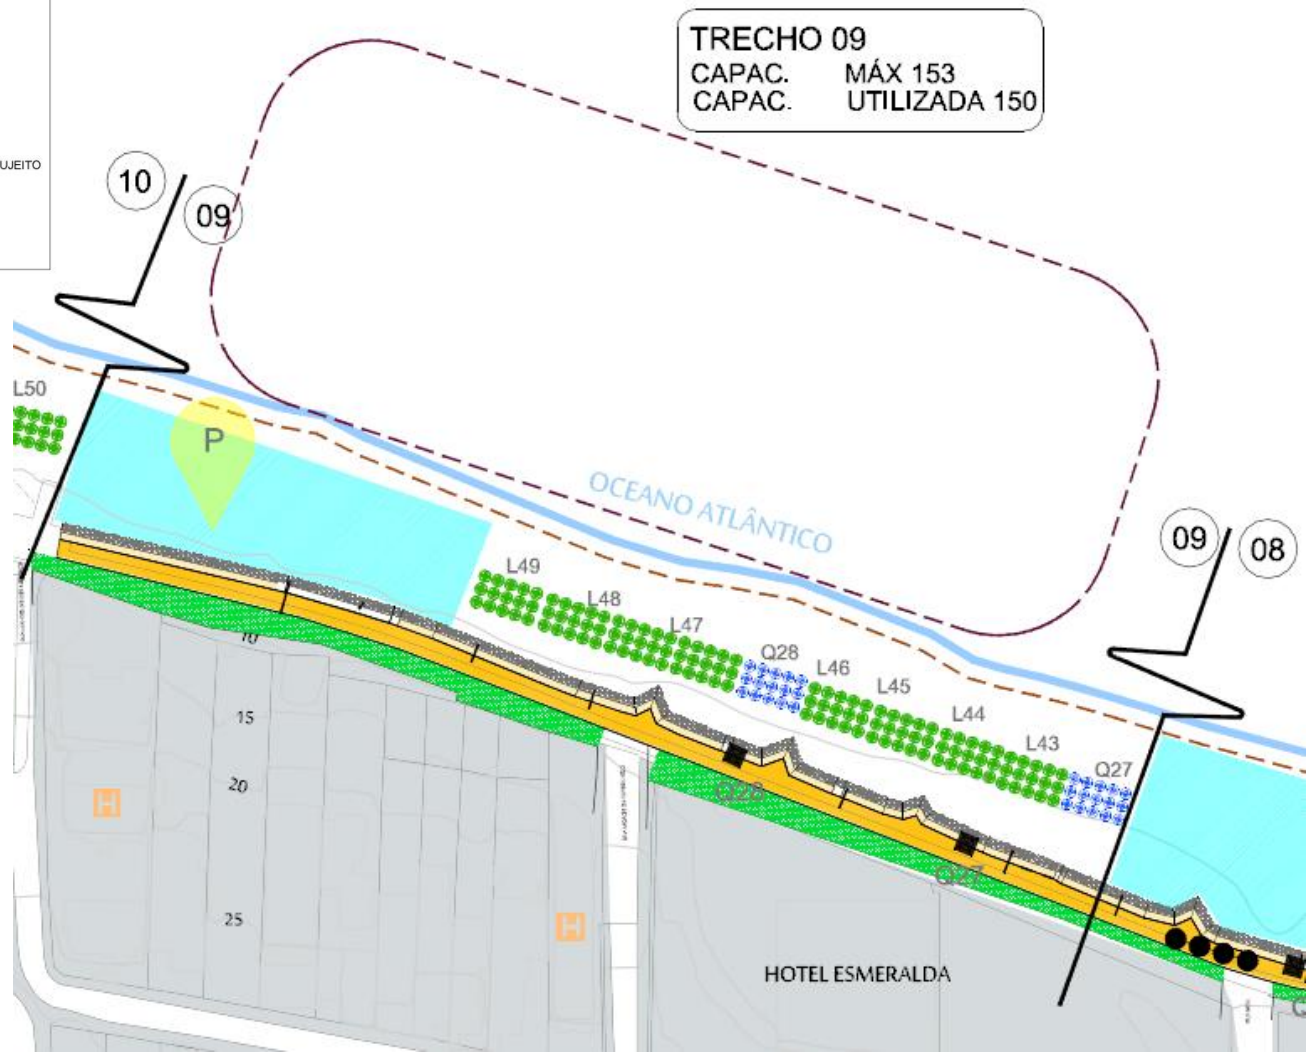 TRECHO 09
CAPAC. MÁX 153
CAPAC. UTILIZADA 150
UJEITO
10
09
L50
P
OCEANO ATLÂNTICO
09
08
L49
L48
L47
Q28
L46
L45
L44
L43
Q27
10
15
Q28
20
H
Q27
25
H
HOTEL ESMERALDA
Q